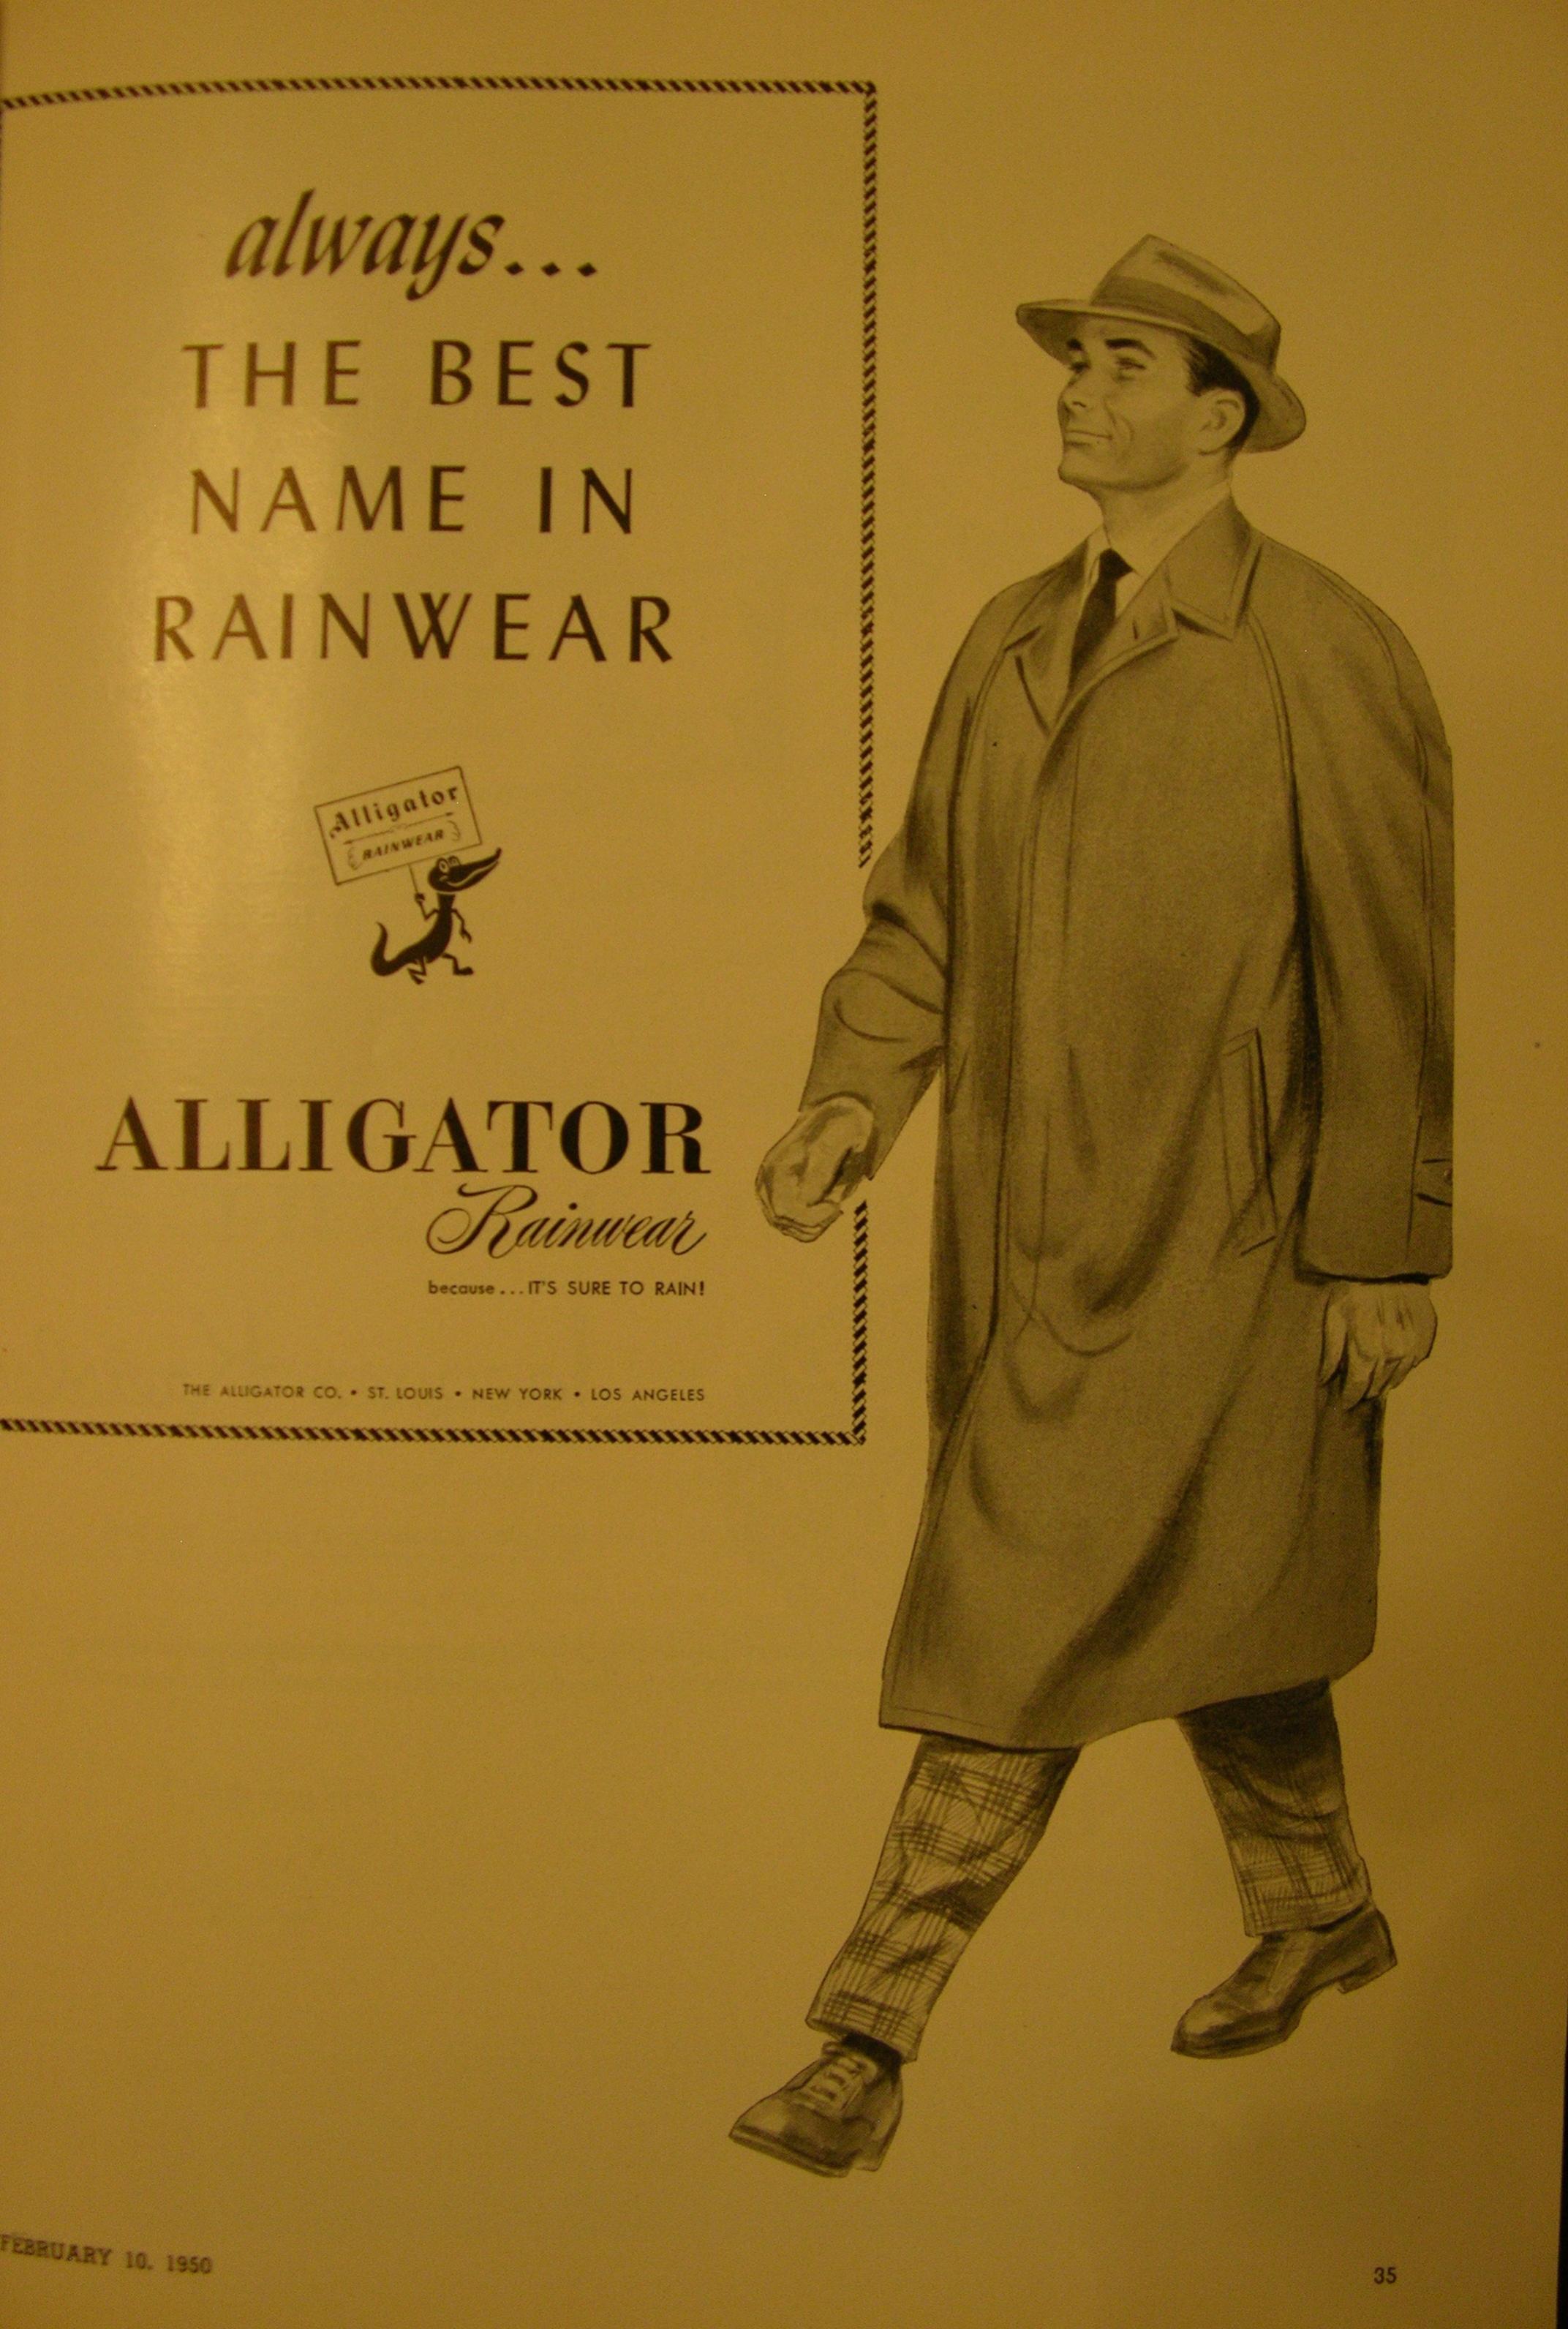 always...
THE BEST
NAME IN
RAINWEAR
Alligator
RAINWEAR
ALLIGATOR
Rainwear
because...IT'S SURE TO RAIN!
THE ALLIGATOR CO. • ST. LOUIS • NEW YORK • LOS ANGELES
FEBRUARY 10. 1950
35